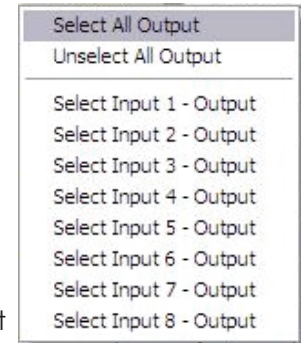 Select All Output
Unselect All Output
Select Input 1 - Output
Select Input 2 - Output
Select Input 3 - Output
Select Input 4 - Output
Select Input 5 - Output
Select Input 6 - Output
Select Input 7 - Output
Select Input 8 - Output